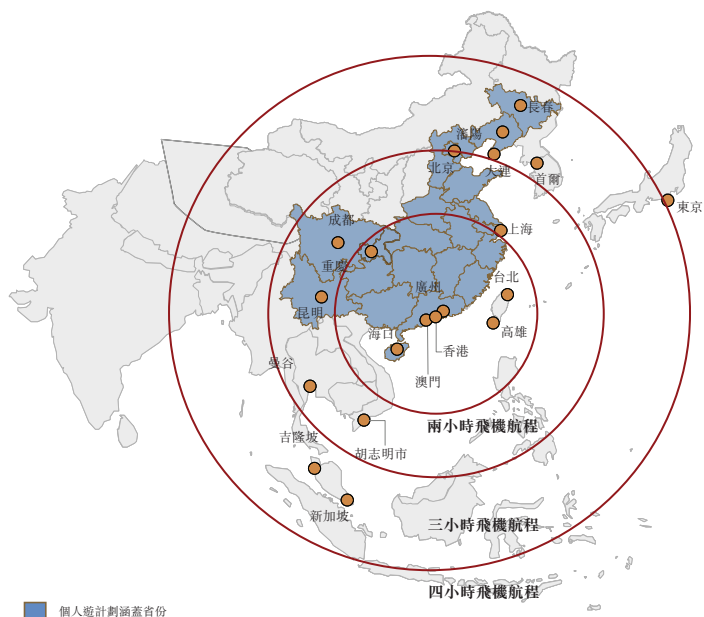 長春
瀋陽
北京
大連
首爾
東京
成都
上海
重慶
台北
廣州
昆明
海口
高雄
香港
曼谷
澳門
兩小時飛機航程
吉隆坡
胡志明市
新加坡
三小時飛機航程
四小時飛機航程
個人遊計劃涵蓋省份